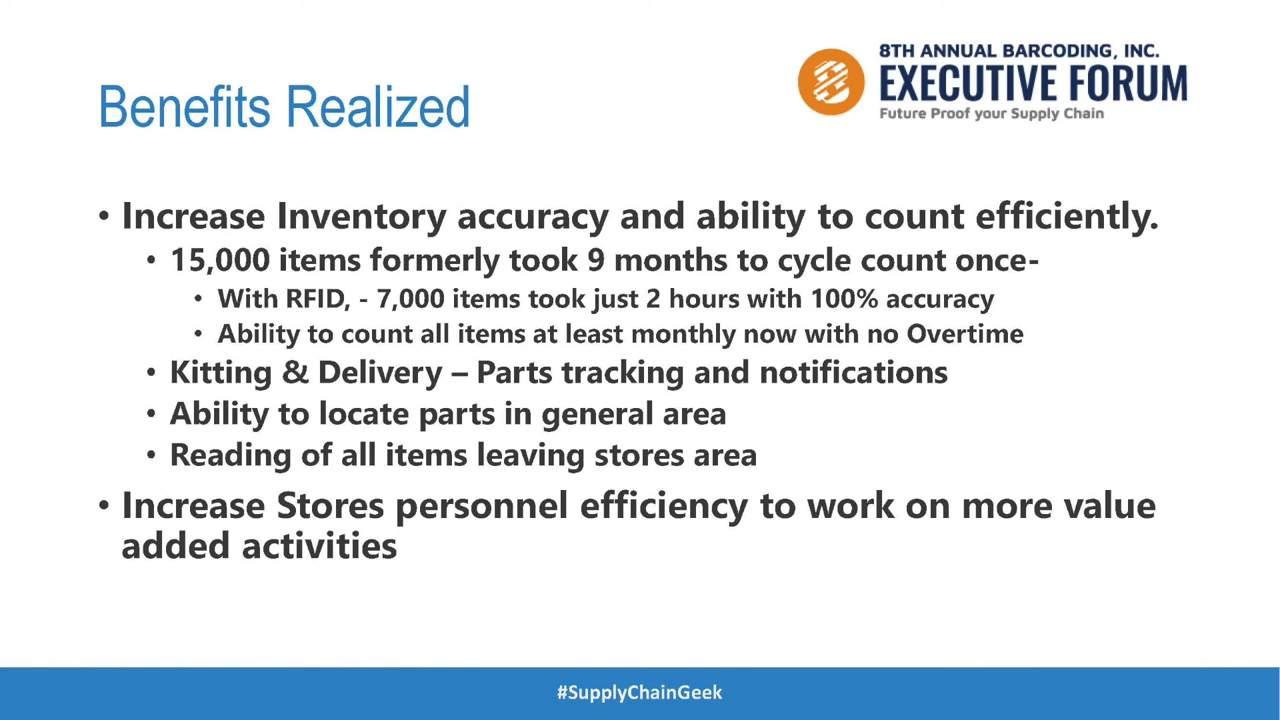 8TH ANNUAL BARCODING, INC.
EXECUTIVE FORUM
Future Proof your Supply Chain
Benefits Realized
• Increase Inventory accuracy and ability to count efficiently.
• 15,000 items formerly took 9 months to cycle count once-
• With RFID, - 7,000 items took just 2 hours with 100% accuracy
• Ability to count all items at least monthly now with no Overtime
• Kitting & Delivery – Parts tracking and notifications
• Ability to locate parts in general area
• Reading of all items leaving stores area
• Increase Stores personnel efficiency to work on more value
added activities
#SupplyChainGeek